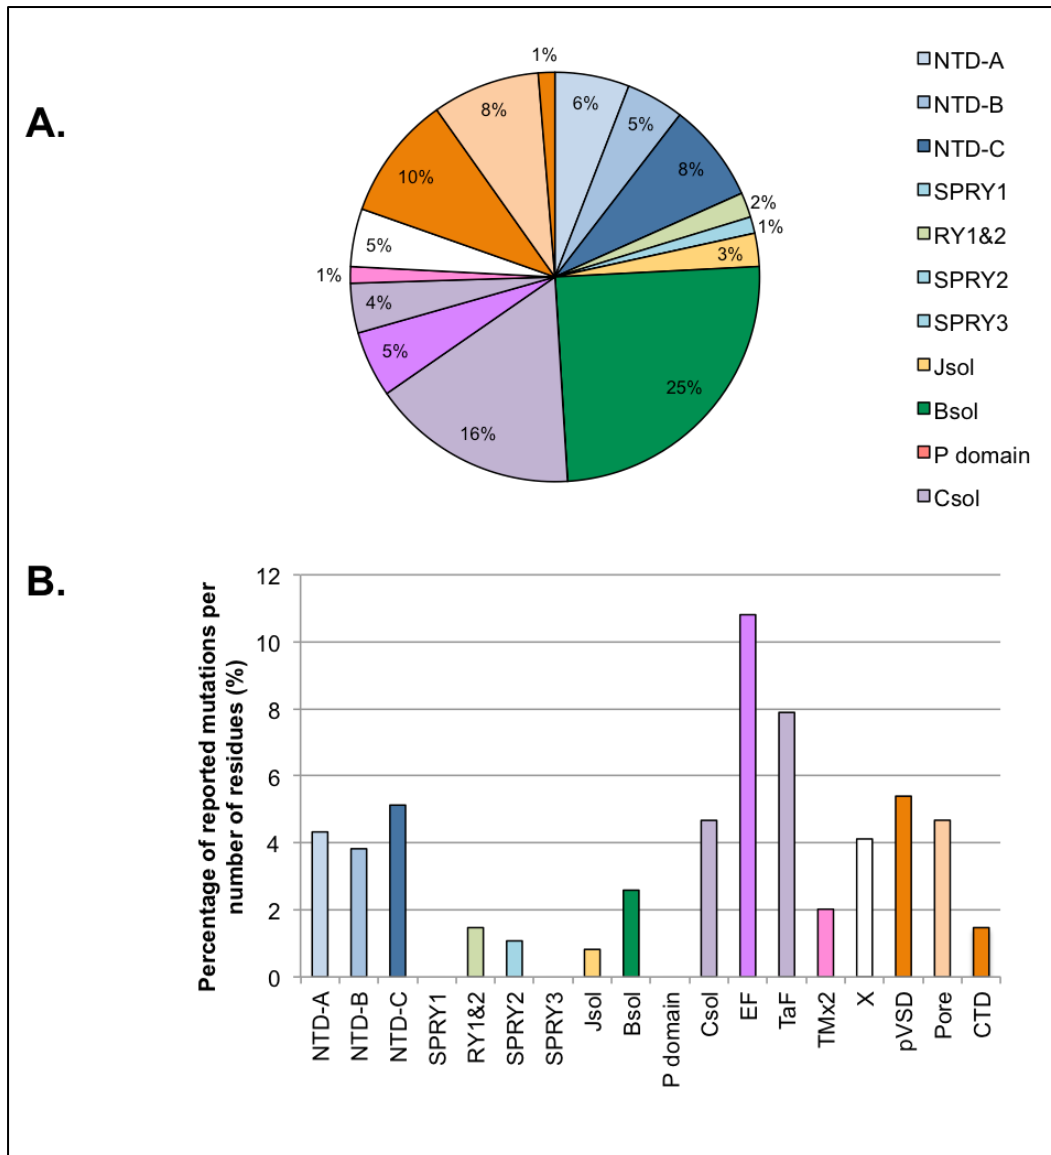 A.
1%
6%
5%
8%
2%
1%
3%
25%
16%
5%
4%
1%
5%
10%
8%
NTD-A
NTD-B
NTD-C
SPRY1
RY1&2
SPRY2
SPRY3
Jsol
Bsol
P domain
Csol
B.
Percentage of reported mutations per
number of residues (%)
12
10
8
6
4
2
0
NTD-A
NTD-B
NTD-C
SPRY1
RY1&2
SPRY2
SPRY3
Jsol
Bsol
P domain
Csol
EF
TaF
TMx2
X
pVSD
Pore
CTD